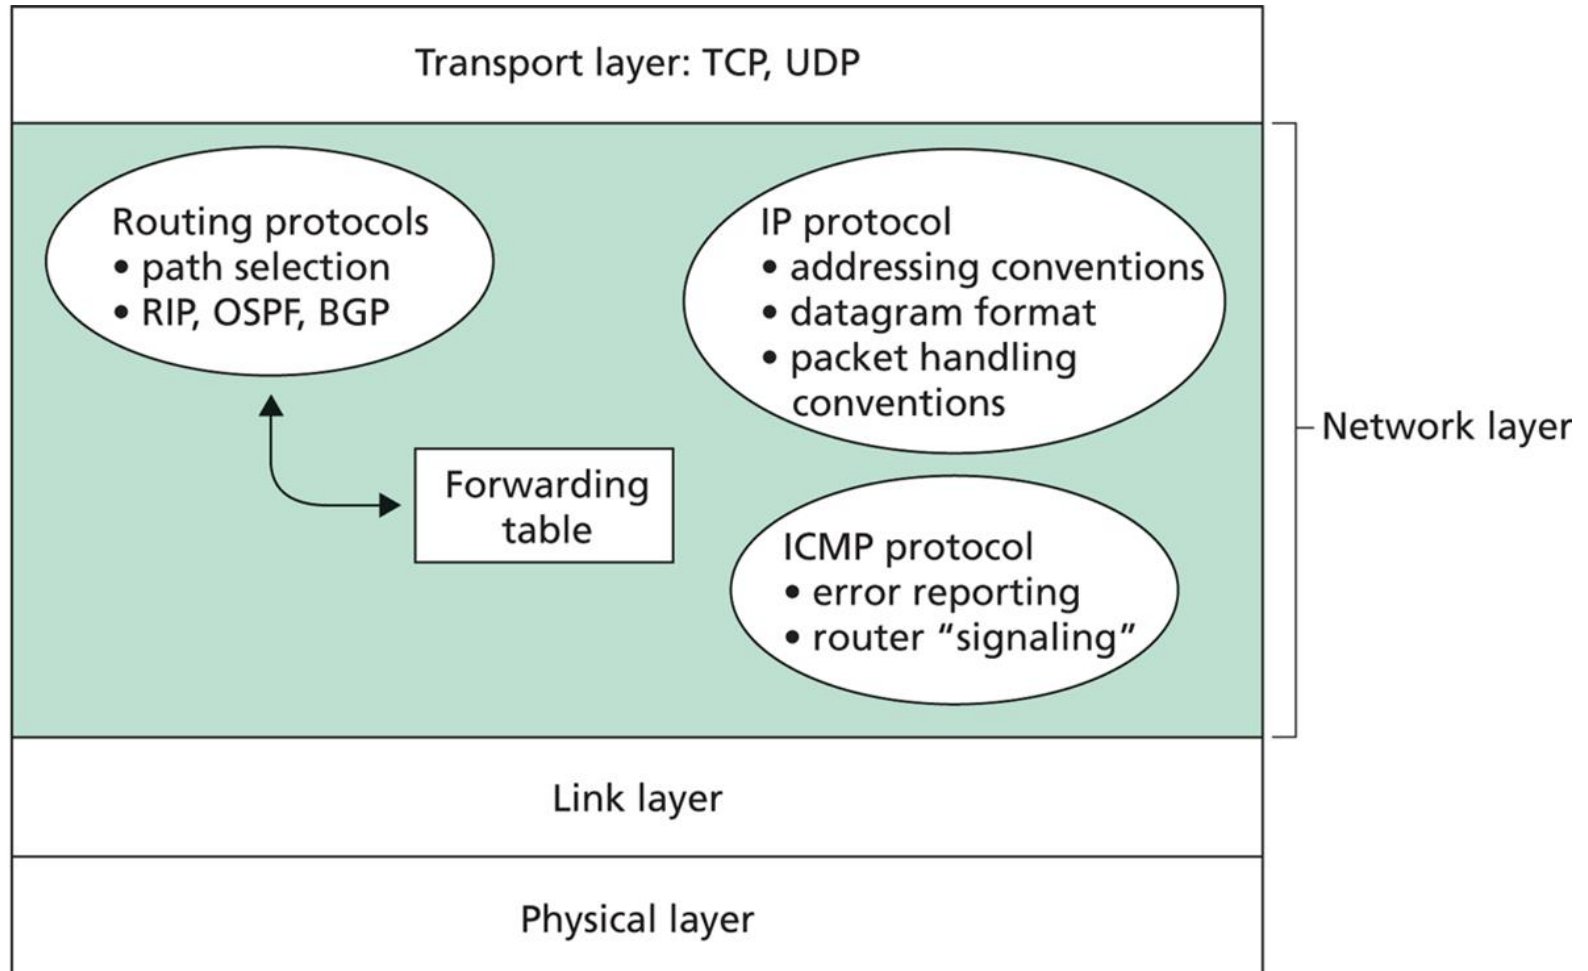 Transport layer: TCP, UDP
Routing protocols
• path selection
• RIP, OSPF, BGP
IP protocol
• addressing conventions
• datagram format
• packet handling
conventions
Network layer
Forwarding
table
ICMP protocol
• error reporting
• router “signaling”
Link layer
Physical layer